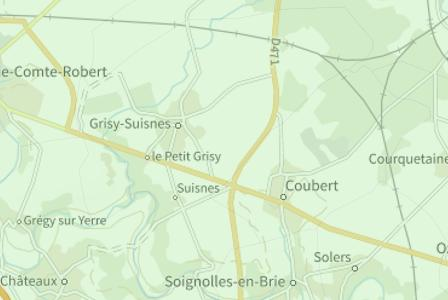 D471
e-Comte-Robert
Grisy-Suisnes
le Petit Grisy
Courquetaine
Suisnes
Coubert
Grégy sur Yerre
Solers
Châteaux
Soignolles-en-Brie